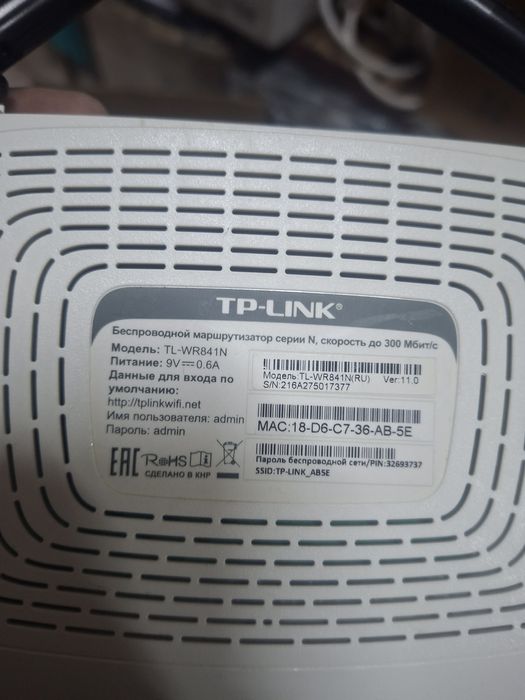 TP-LINK®
Беспроводной маршрутизатор серии N, скорость до 300 Мбит/с
Модель: TL-WR841N
Питание: 9V⎓0.6A
Данные для входа по
умолчанию:
http://tplinkwifi.net
Имя пользователя: admin
Пароль: admin
Модель:TL-WR841N(RU) Ver:11.0
S/N:216A275017377
MAC:18-D6-C7-36-AB-5E
Пароль беспроводной сети/PIN:32693737
SSID:TP-LINK_AB5E
EAC RoHS
СДЕЛАНО В КНР